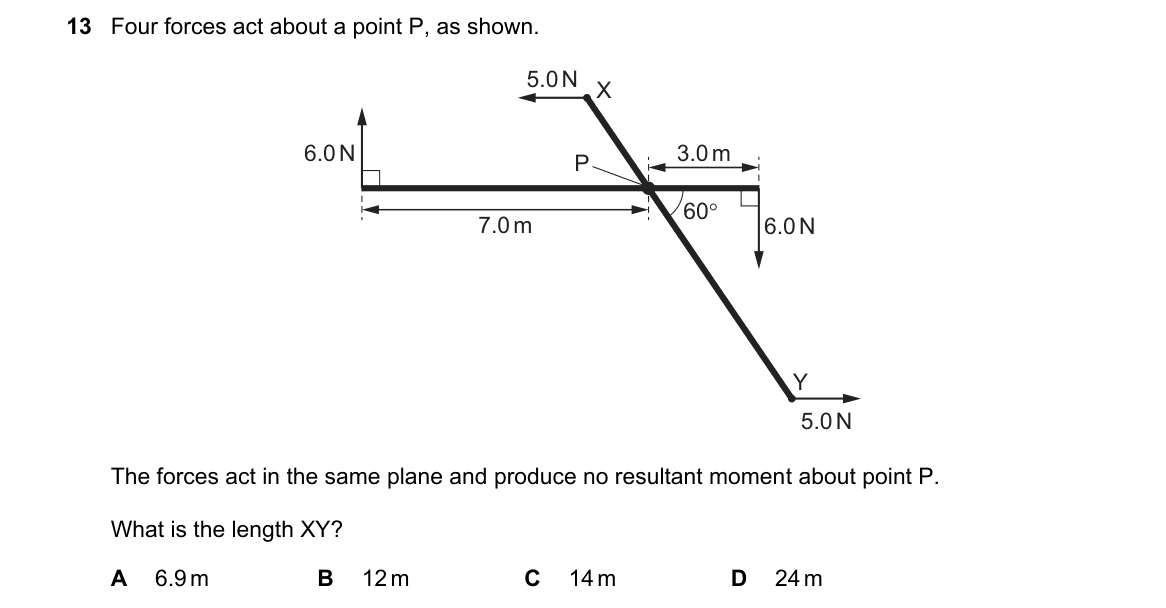 13 Four forces act about a point P, as shown.
5.0 N X
6.0 N
P
3.0 m
60°
7.0 m
6.0 N
Y
5.0 N
The forces act in the same plane and produce no resultant moment about point P.
What is the length XY?
A 6.9 m B 12 m C 14 m D 24 m